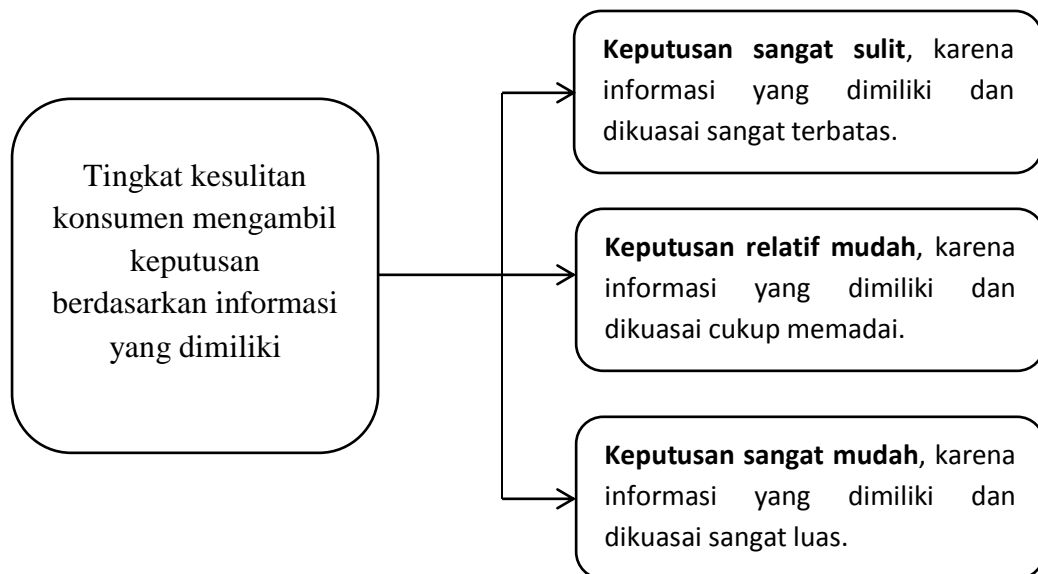 Tingkat kesulitan
konsumen mengambil
keputusan
berdasarkan informasi
yang dimiliki
Keputusan sangat sulit, karena
informasi yang dimiliki dan
dikuasai sangat terbatas.
Keputusan relatif mudah, karena
informasi yang dimiliki dan
dikuasai cukup memadai.
Keputusan sangat mudah, karena
informasi yang dimiliki dan
dikuasai sangat luas.